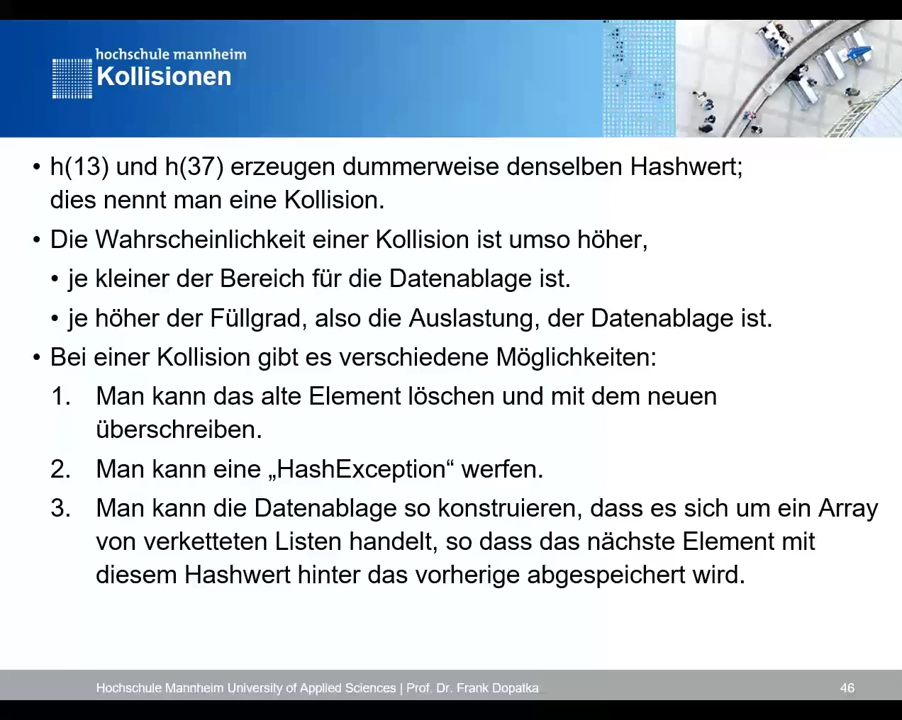 hochschule mannheim
Kollisionen
• h(13) und h(37) erzeugen dummerweise denselben Hashwert;
dies nennt man eine Kollision.
• Die Wahrscheinlichkeit einer Kollision ist umso höher,
• je kleiner der Bereich für die Datenablage ist.
• je höher der Füllgrad, also die Auslastung, der Datenablage ist.
• Bei einer Kollision gibt es verschiedene Möglichkeiten:
1. Man kann das alte Element löschen und mit dem neuen
überschreiben.
2. Man kann eine „HashException“ werfen.
3. Man kann die Datenablage so konstruieren, dass es sich um ein Array
von verketteten Listen handelt, so dass das nächste Element mit
diesem Hashwert hinter das vorherige abgespeichert wird.
Hochschule Mannheim University of Applied Sciences | Prof. Dr. Frank Dopatka
46